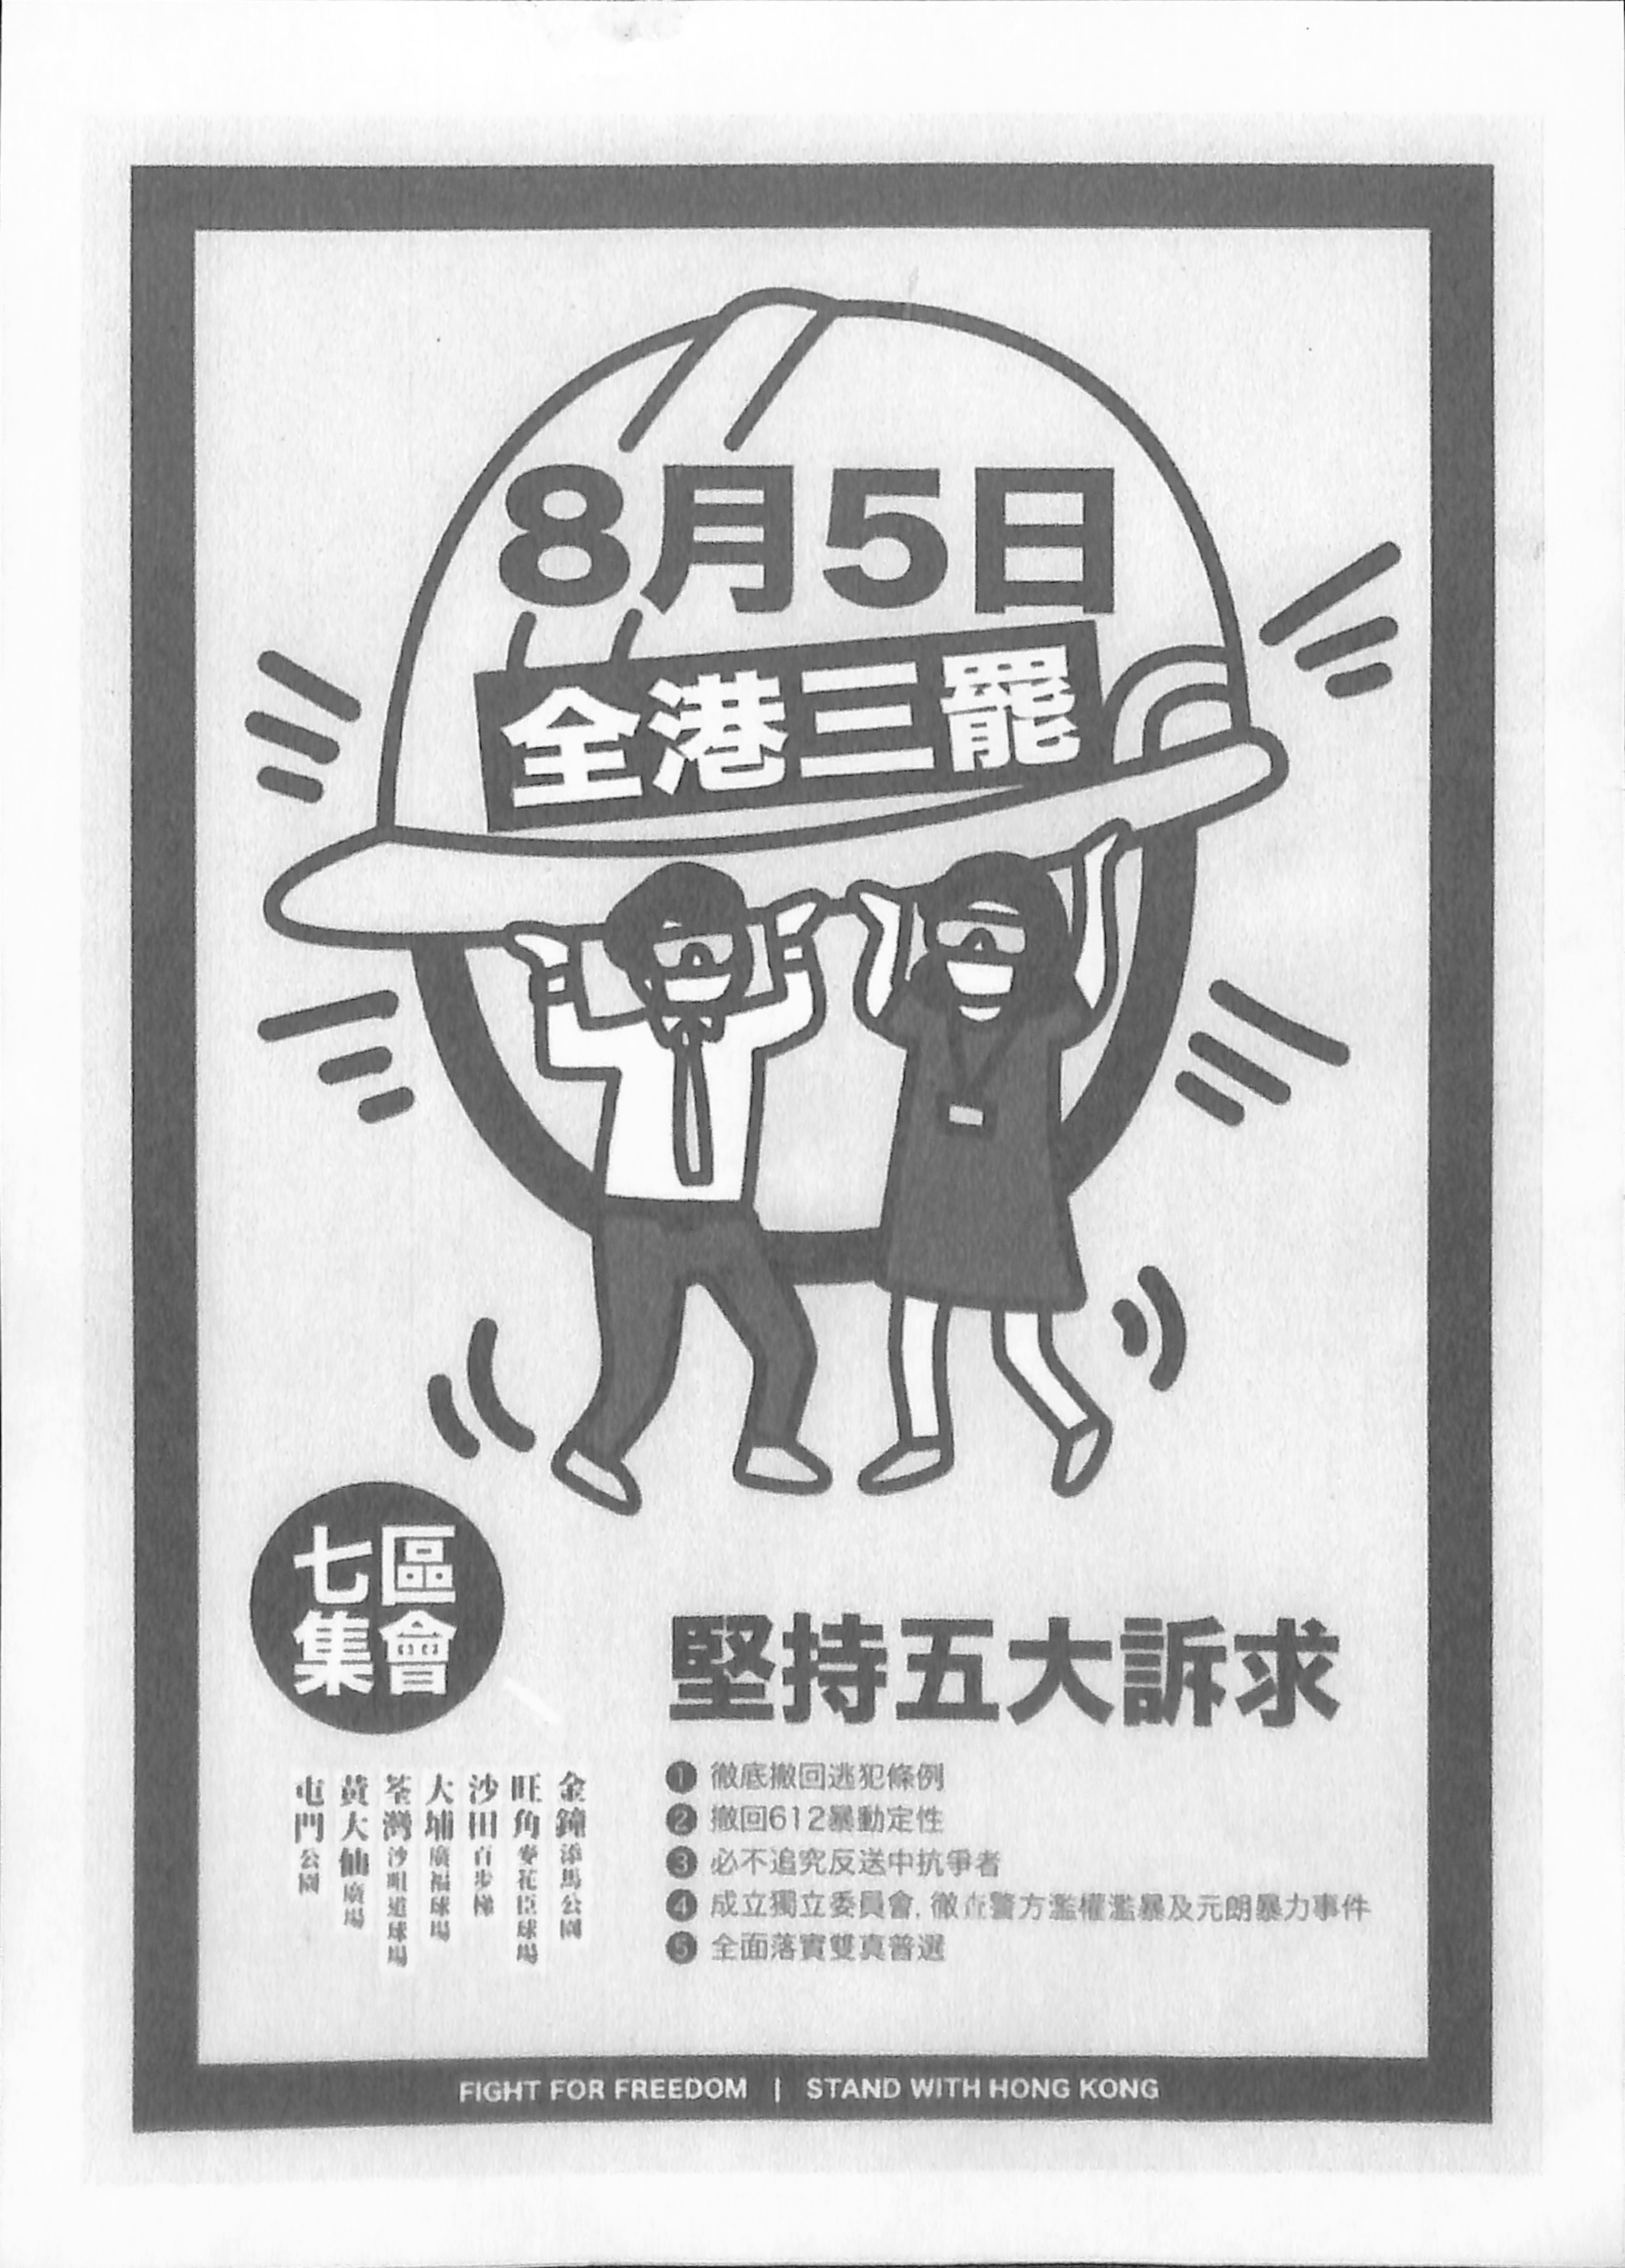 8月5日
全港三罷
七區
集會
金鐘添馬公園
旺角麥花臣球場
沙田百步梯
大埔廣福球場
荃灣沙咀道球場
黃大仙廣場
屯門公園
堅持五大訴求
1 徹底撤回逃犯條例
2 撤回612暴動定性
3 必不追究反送中抗爭者
4 成立獨立委員會,徹查警方濫權濫暴及元朗暴力事件
5 全面落實雙真普選
FIGHT FOR FREEDOM | STAND WITH HONG KONG